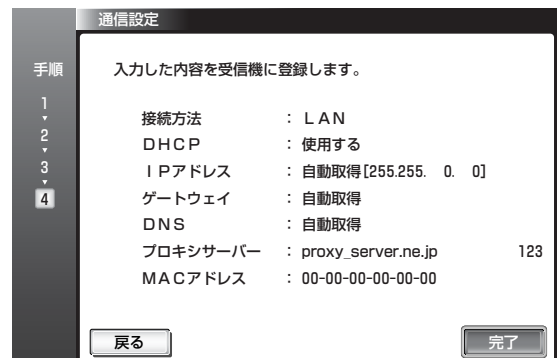 通信設定
手順
1
2
3
4
入力した内容を受信機に登録します。
接続方法 : LAN
DHCP : 使用する
IPアドレス : 自動取得[255.255. 0. 0]
ゲートウェイ : 自動取得
DNS : 自動取得
プロキシサーバー : proxy_server.ne.jp 123
MACアドレス : 00-00-00-00-00-00
戻る
完了